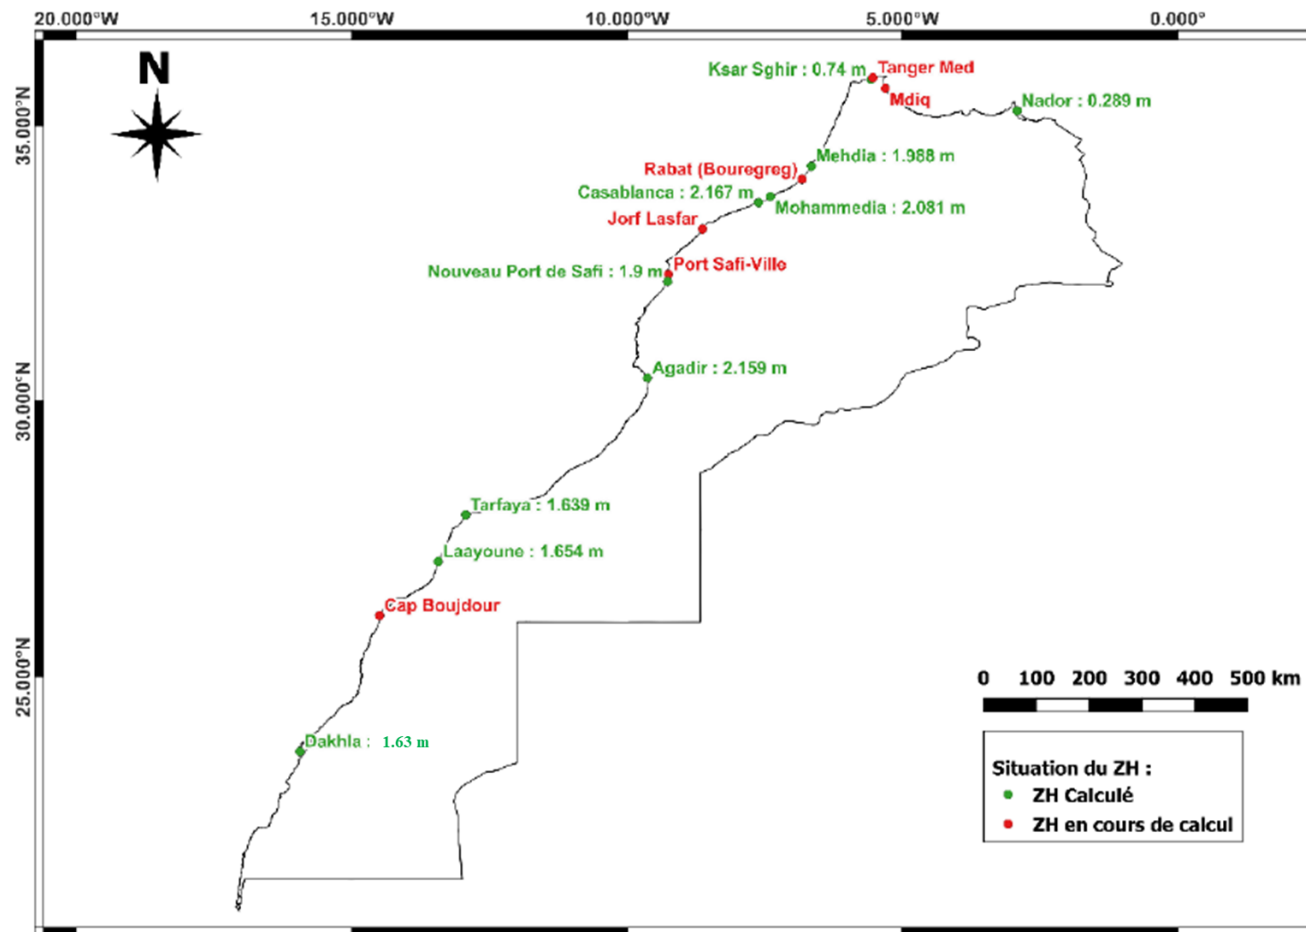 20.000°W 15.000°W 10.000°W 5.000°W 0.000°
N
35.000°N
30.000°N
25.000°N
Ksar Sghir : 0.74 m
Tanger Med
Mdiq
Nador : 0.289 m
Mehdia : 1.988 m
Rabat (Bouregreg)
Casablanca : 2.167 m
Mohammedia : 2.081 m
Jorf Lasfar
Port Safi-Ville
Nouveau Port de Safi : 1.9 m
Agadir : 2.159 m
Tarfaya : 1.639 m
Laayoune : 1.654 m
Cap Boujdour
Dakhla : 1.63 m
0 100 200 300 400 500 km
Situation du ZH :
ZH Calculé
ZH en cours de calcul